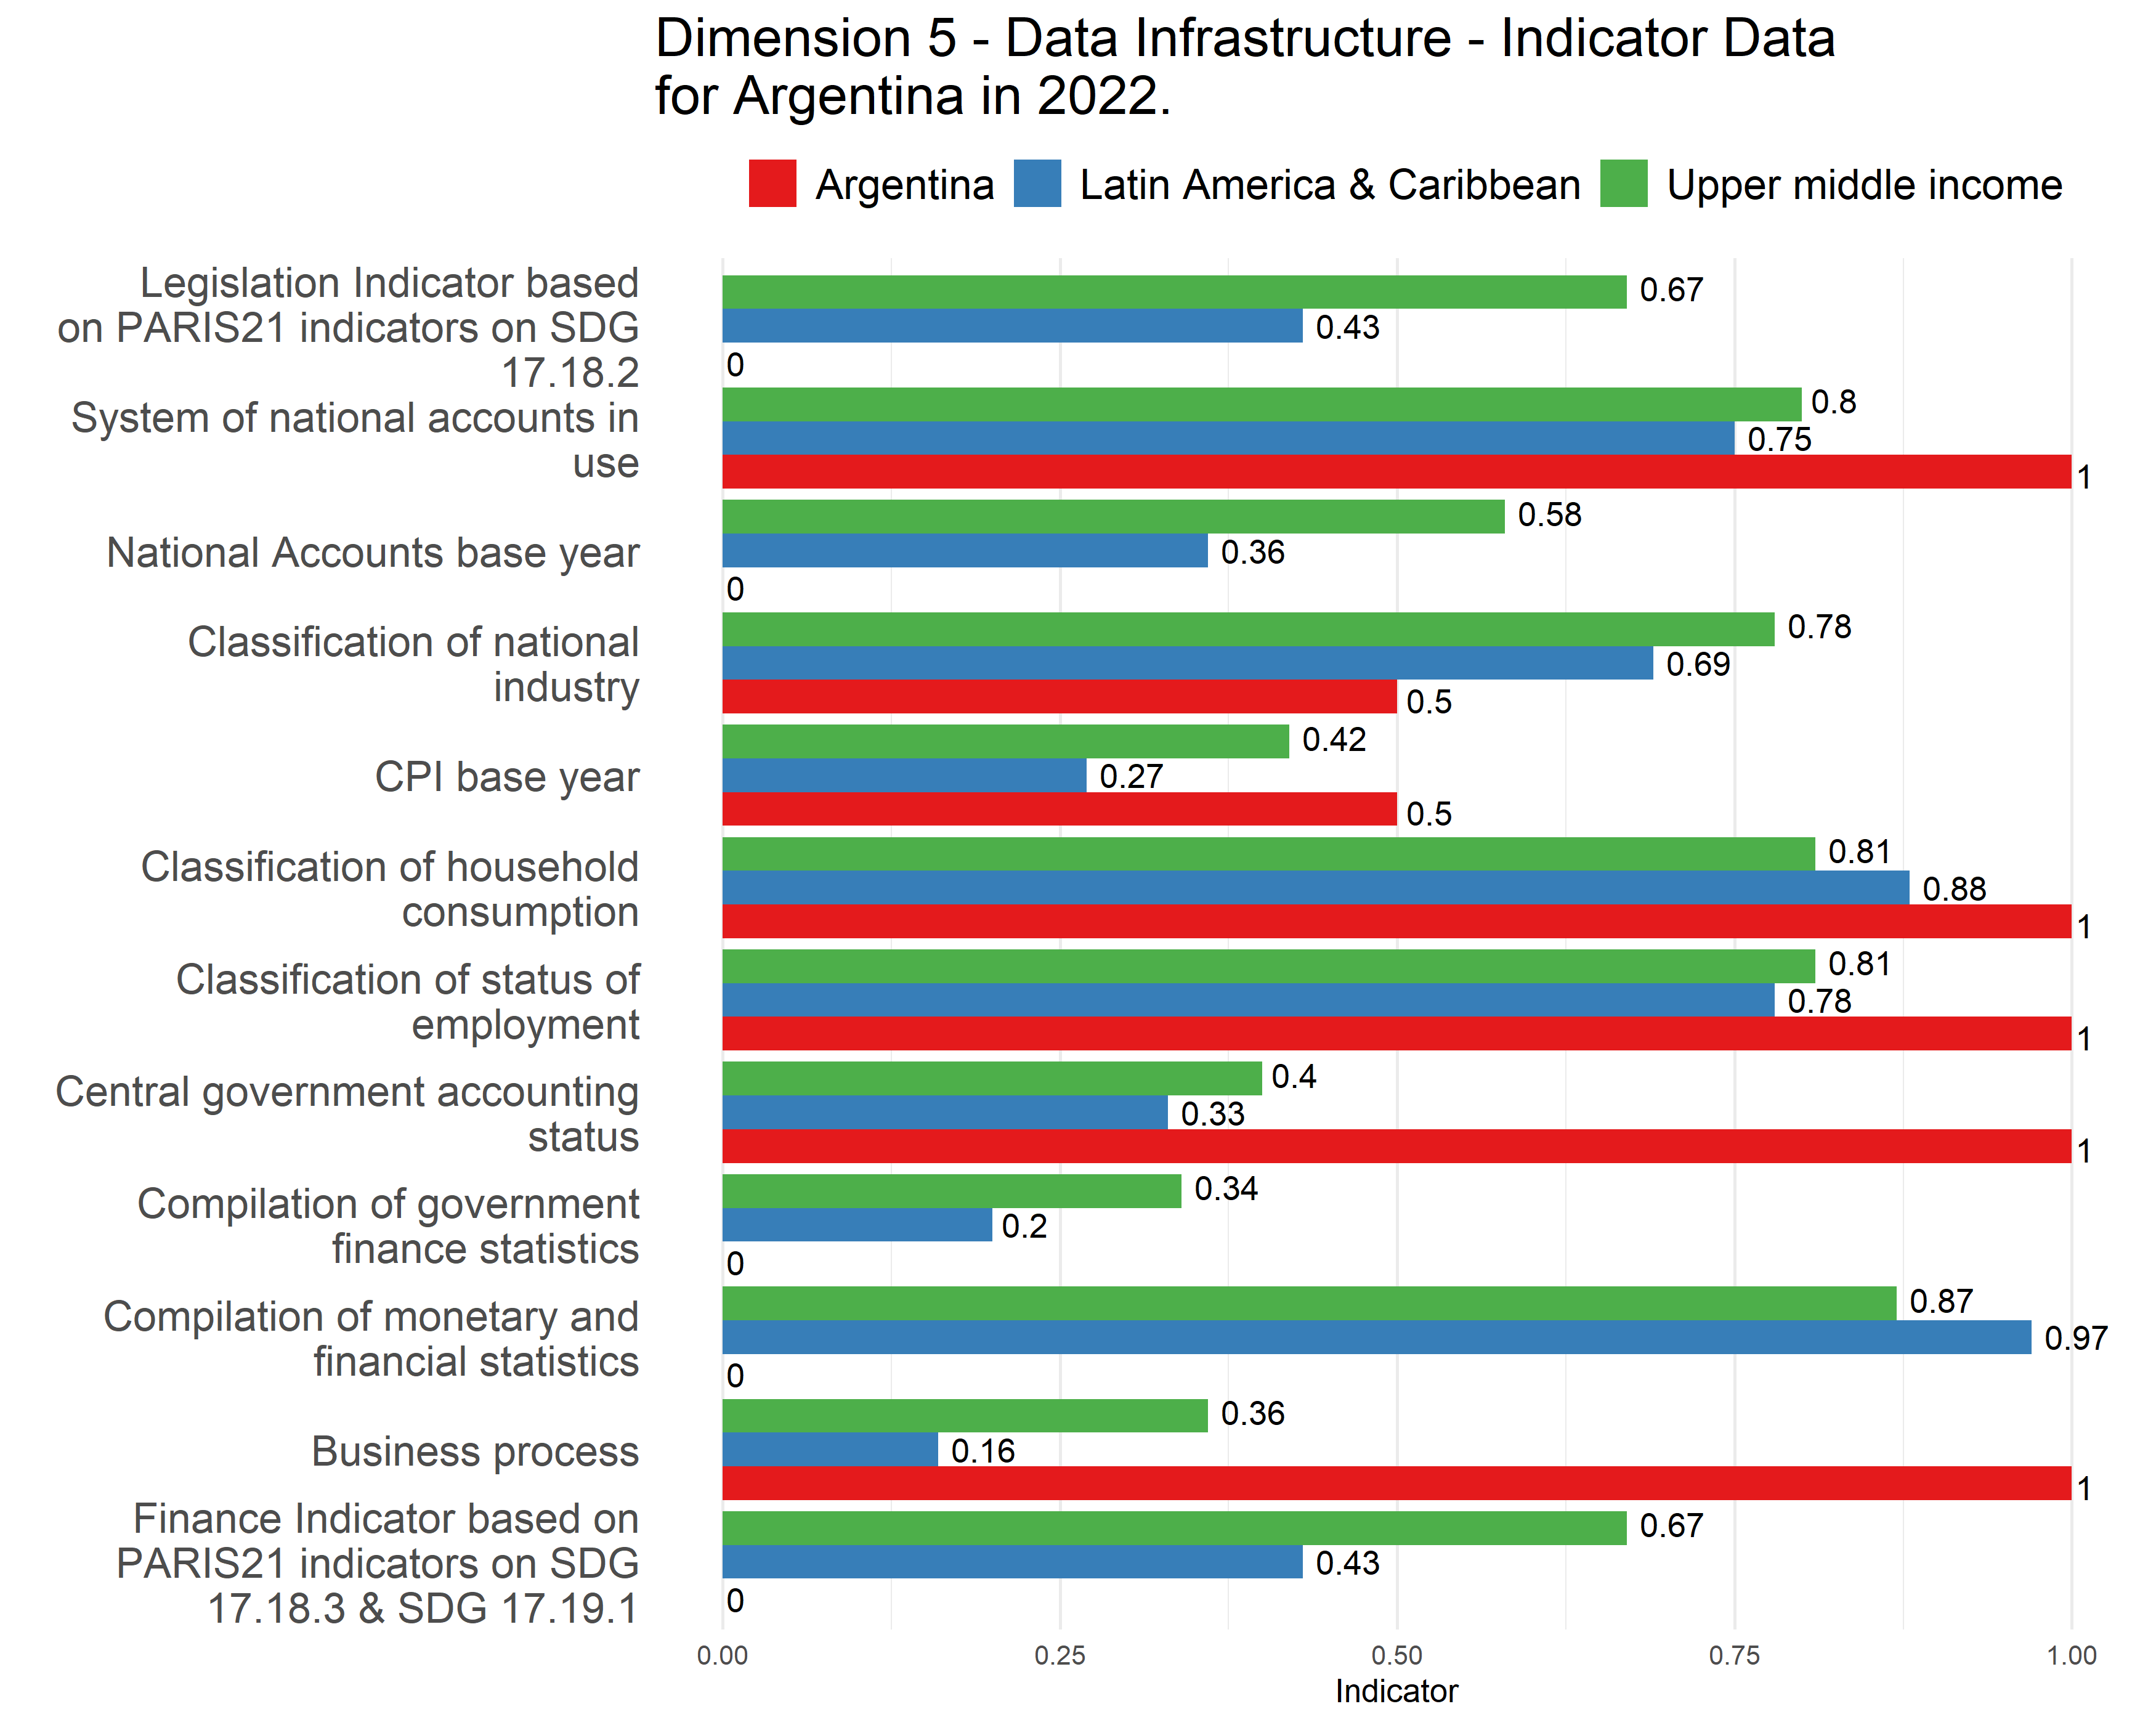 Dimension 5 - Data Infrastructure - Indicator Data
for Argentina in 2022.
Argentina
Latin America & Caribbean
Upper middle income
Legislation Indicator based
on PARIS21 indicators on SDG
17.18.2
0.67
0.43
0
System of national accounts in
use
0.8
0.75
1
National Accounts base year
0.58
0.36
0
Classification of national
industry
0.78
0.69
0.5
CPI base year
0.42
0.27
0.5
Classification of household
consumption
0.81
0.88
1
Classification of status of
employment
0.81
0.78
1
Central government accounting
status
0.4
0.33
1
Compilation of government
finance statistics
0.34
0.2
0
Compilation of monetary and
financial statistics
0.87
0.97
0
Business process
0.36
0.16
1
Finance Indicator based on
PARIS21 indicators on SDG
17.18.3 & SDG 17.19.1
0.67
0.43
0
0.00
0.25
0.50
0.75
1.00
Indicator